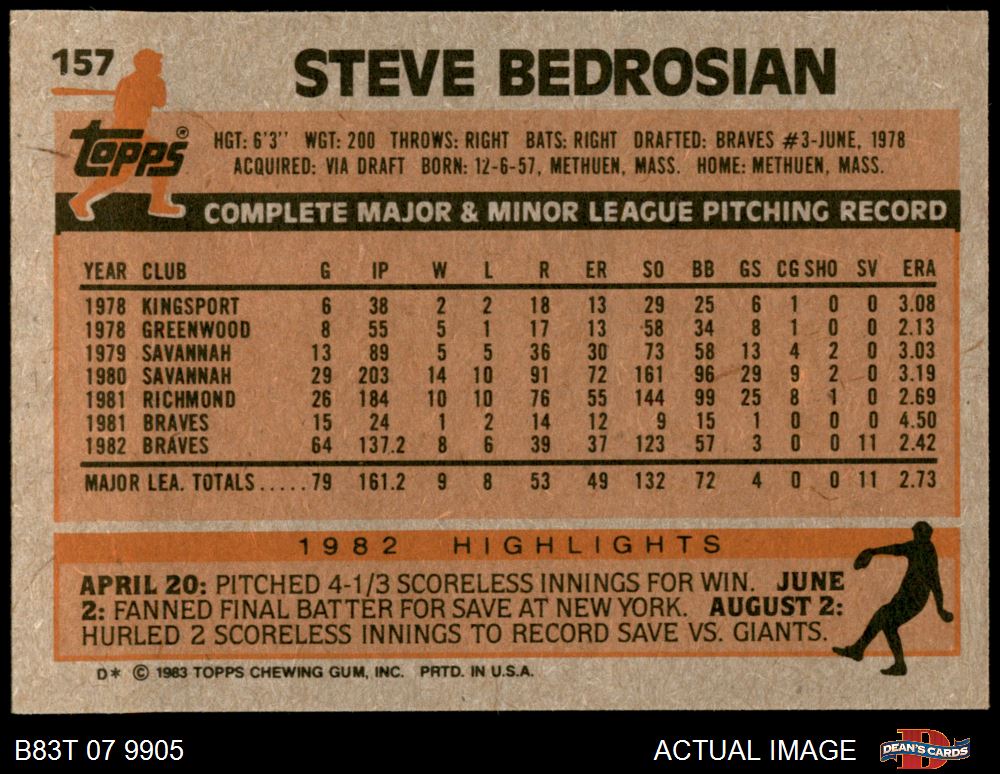 157 STEVE BEDROSIAN
topps® HGT: 6'3'' WGT: 200 THROWS: RIGHT BATS: RIGHT DRAFTED: BRAVES #3-JUNE, 1978
ACQUIRED: VIA DRAFT BORN: 12-6-57, METHUEN, MASS. HOME: METHUEN, MASS.
COMPLETE MAJOR & MINOR LEAGUE PITCHING RECORD
YEAR CLUB G IP W L R ER SO BB GS CG SHO SV ERA
1978 KINGSPORT 6 38 2 2 18 13 29 25 6 1 0 0 3.08
1978 GREENWOOD 8 55 5 1 17 13 58 34 8 1 0 0 2.13
1979 SAVANNAH 13 89 5 5 36 30 73 58 13 4 2 0 3.03
1980 SAVANNAH 29 203 14 10 91 72 161 96 29 9 2 0 3.19
1981 RICHMOND 26 184 10 10 76 55 144 99 25 8 1 0 2.69
1981 BRAVES 15 24 1 2 14 12 9 15 1 0 0 0 4.50
1982 BRAVES 64 137.2 8 6 39 37 123 57 3 0 0 11 2.42
MAJOR LEA. TOTALS.....79 161.2 9 8 53 49 132 72 4 0 0 11 2.73
1982 HIGHLIGHTS
APRIL 20: PITCHED 4-1/3 SCORELESS INNINGS FOR WIN. JUNE
2: FANNED FINAL BATTER FOR SAVE AT NEW YORK. AUGUST 2:
HURLED 2 SCORELESS INNINGS TO RECORD SAVE VS. GIANTS.
D* © 1983 TOPPS CHEWING GUM, INC. PRTD. IN U.S.A.
B83T 07 9905 ACTUAL IMAGE DEAN'S CARDS